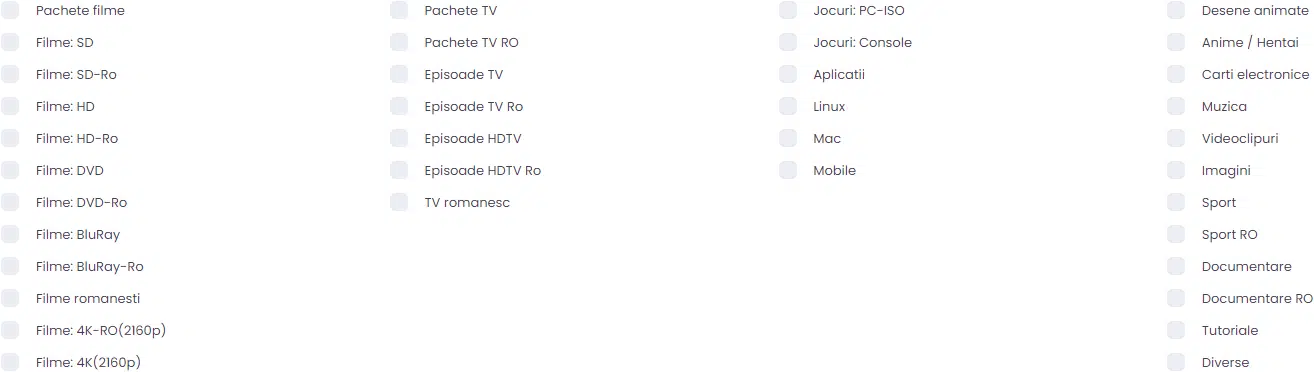 Pachete filme
Filme: SD
Filme: SD-Ro
Filme: HD
Filme: HD-Ro
Filme: DVD
Filme: DVD-Ro
Filme: BluRay
Filme: BluRay-Ro
Filme romanesti
Filme: 4K-RO(2160p)
Filme: 4K(2160p)
Pachete TV
Pachete TV RO
Episoade TV
Episoade TV Ro
Episoade HDTV
Episoade HDTV Ro
TV romanesc
Jocuri: PC-ISO
Jocuri: Console
Aplicatii
Linux
Mac
Mobile
Desene animate
Anime / Hentai
Carti electronice
Muzica
Videoclipuri
Imagini
Sport
Sport RO
Documentare
Documentare RO
Tutoriale
Diverse